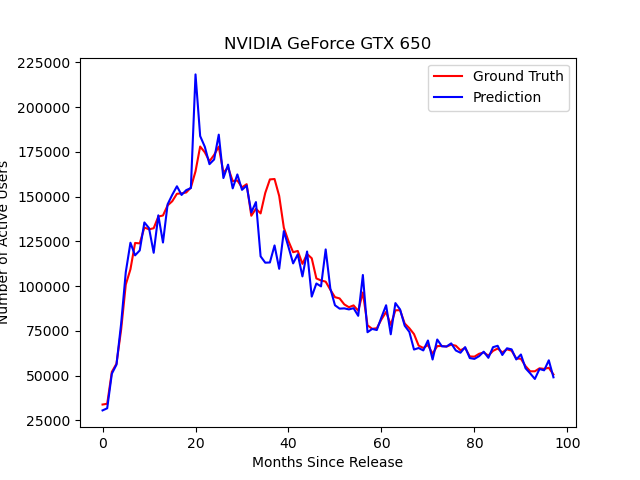 NVIDIA GeForce GTX 650
Ground Truth
Prediction
225000
200000
175000
150000
125000
100000
75000
50000
25000
Number of Active Users
0 20 40 60 80 100
Months Since Release